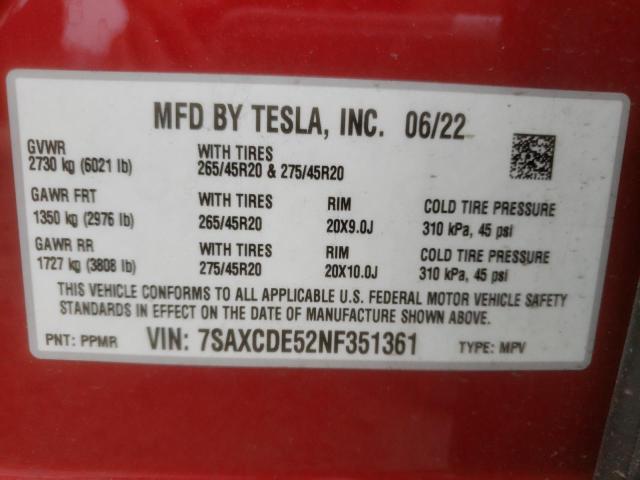 MFD BY TESLA, INC. 06/22
GVWR
2730 kg (6021 lb)
WITH TIRES
265/45R20 & 275/45R20
GAWR FRT
1350 kg (2976 lb)
WITH TIRES
265/45R20
RIM
20X9.0J
COLD TIRE PRESSURE
310 kPa, 45 psi
GAWR RR
1727 kg (3808 lb)
WITH TIRES
275/45R20
RIM
20X10.0J
COLD TIRE PRESSURE
310 kPa, 45 psi
THIS VEHICLE CONFORMS TO ALL APPLICABLE U.S. FEDERAL MOTOR VEHICLE SAFETY
STANDARDS IN EFFECT ON THE DATE OF MANUFACTURE SHOWN ABOVE.
PNT: PPMR VIN: 7SAXCDE52NF351361 TYPE: MPV